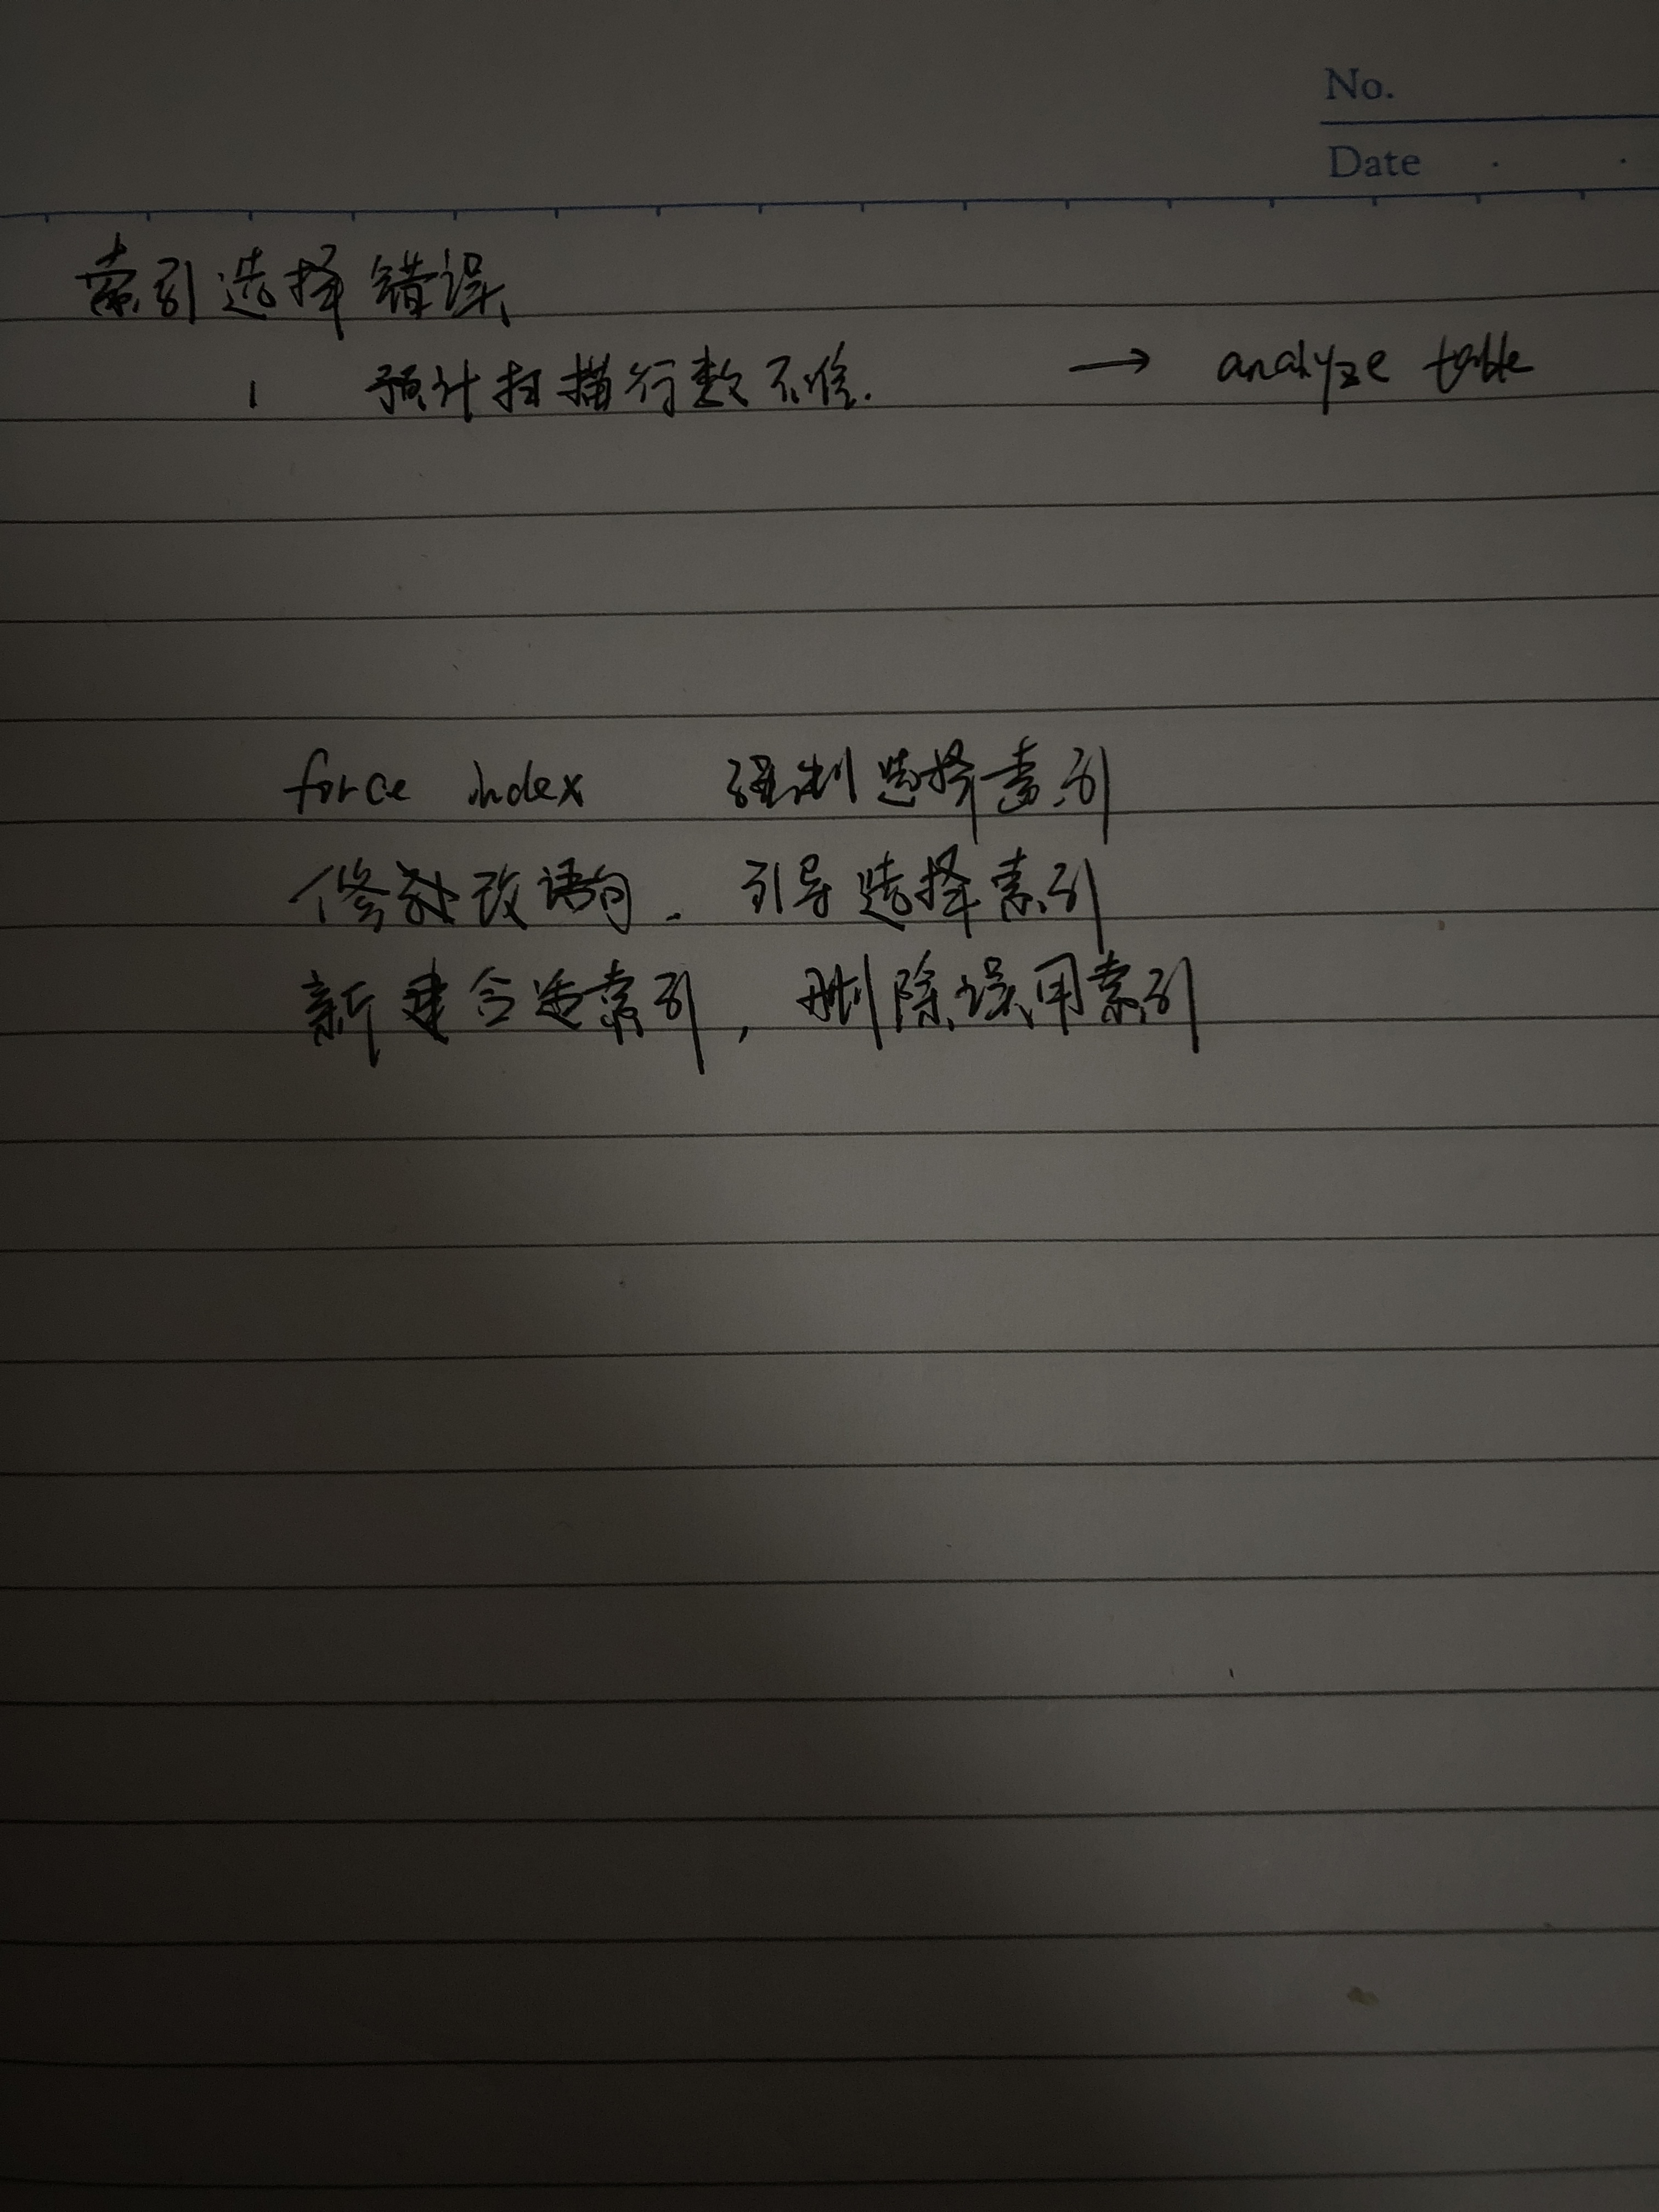 No.
Date
索引选择错误
1 预计扫描行数不准. → analyze table
force index 强制选择索引
修改语句. 引导选择索引
新建合适索引, 删除误用索引